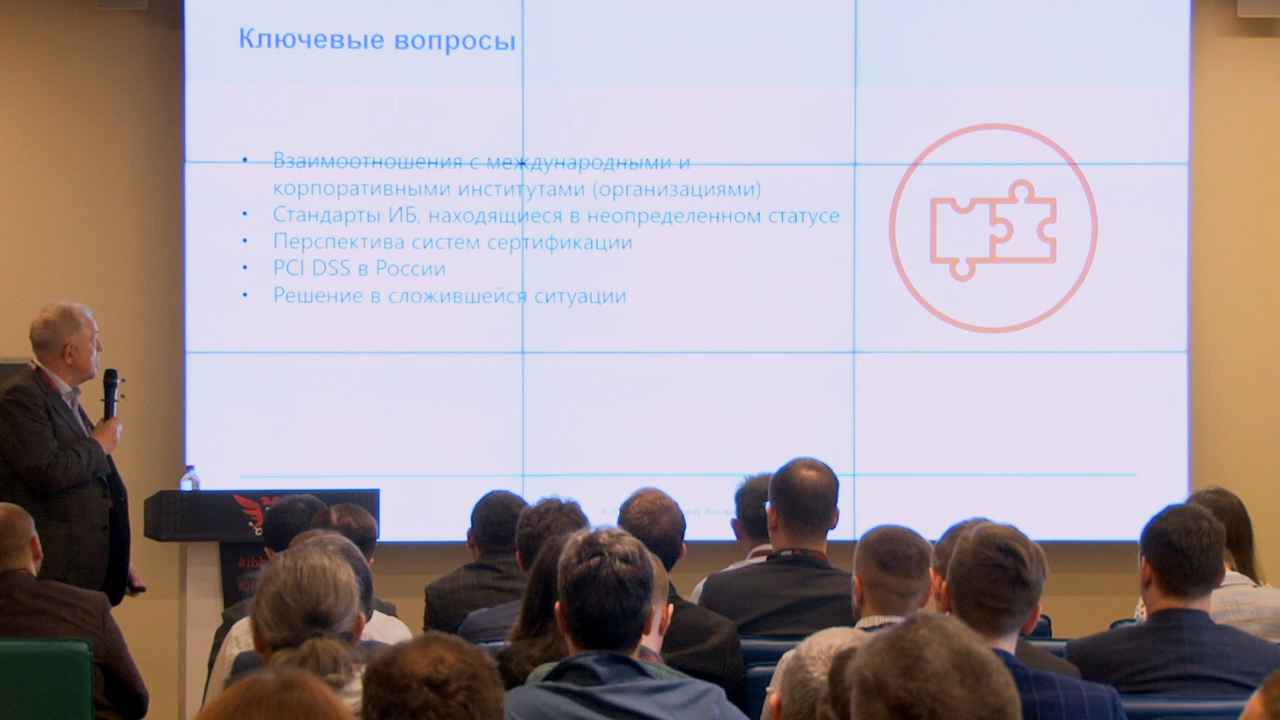 Ключевые вопросы
• Взаимоотношения с международными и
корпоративными институтами (организациями)
• Стандарты ИБ, находящиеся в неопределенном статусе
• Перспектива систем сертификации
• PCI DSS в России
• Решение в сложившейся ситуации